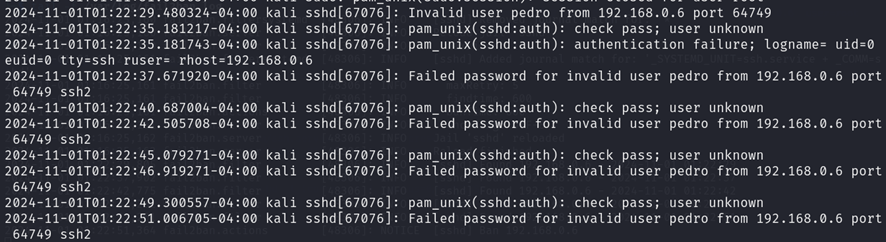 2024-11-01T01:22:29.480324-04:00 kali sshd[67076]: Invalid user pedro from 192.168.0.6 port 64749
2024-11-01T01:22:35.181217-04:00 kali sshd[67076]: pam_unix(sshd:auth): check pass; user unknown
2024-11-01T01:22:35.181743-04:00 kali sshd[67076]: pam_unix(sshd:auth): authentication failure; logname= uid=0
euid=0 tty=ssh ruser= rhost=192.168.0.6
2024-11-01T01:22:37.671920-04:00 kali sshd[67076]: Failed password for invalid user pedro from 192.168.0.6 port
64749 ssh2
2024-11-01T01:22:40.687004-04:00 kali sshd[67076]: pam_unix(sshd:auth): check pass; user unknown
2024-11-01T01:22:42.505708-04:00 kali sshd[67076]: Failed password for invalid user pedro from 192.168.0.6 port
64749 ssh2
2024-11-01T01:22:45.079271-04:00 kali sshd[67076]: pam_unix(sshd:auth): check pass; user unknown
2024-11-01T01:22:46.919271-04:00 kali sshd[67076]: Failed password for invalid user pedro from 192.168.0.6 port
64749 ssh2
2024-11-01T01:22:49.300557-04:00 kali sshd[67076]: pam_unix(sshd:auth): check pass; user unknown
2024-11-01T01:22:51.006705-04:00 kali sshd[67076]: Failed password for invalid user pedro from 192.168.0.6 port
64749 ssh2